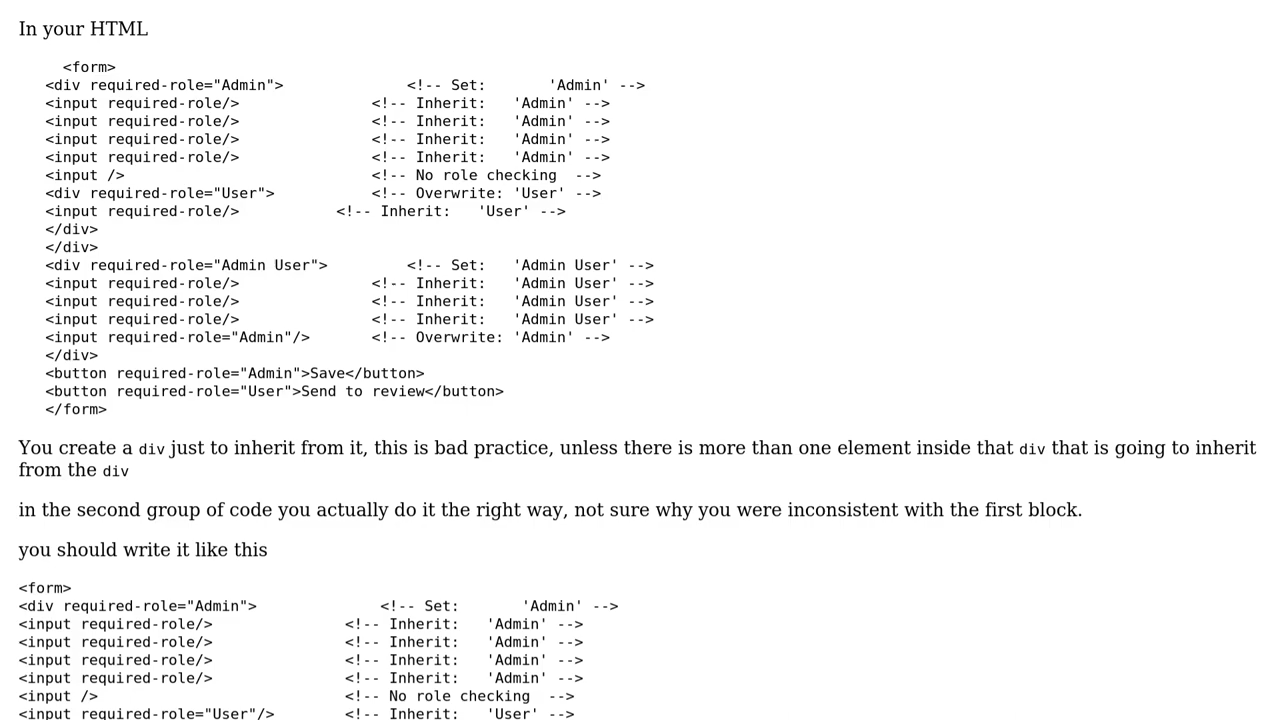 In your HTML
     <form>
   <div required-role="Admin">              <!-- Set:       'Admin' -->
   <input required-role/>               <!-- Inherit:   'Admin' -->
   <input required-role/>               <!-- Inherit:   'Admin' -->
   <input required-role/>               <!-- Inherit:   'Admin' -->
   <input required-role/>               <!-- Inherit:   'Admin' -->
   <input />                            <!-- No role checking  -->
   <div required-role="User">           <!-- Overwrite: 'User' -->
   <input required-role/>           <!-- Inherit:   'User' -->
   </div>
   </div>
   <div required-role="Admin User">         <!-- Set:   'Admin User' -->
   <input required-role/>               <!-- Inherit:   'Admin User' -->
   <input required-role/>               <!-- Inherit:   'Admin User' -->
   <input required-role/>               <!-- Inherit:   'Admin User' -->
   <input required-role="Admin"/>       <!-- Overwrite: 'Admin' -->
   </div>
   <button required-role="Admin">Save</button>
   <button required-role="User">Send to review</button>
   </form>
You create a div just to inherit from it, this is bad practice, unless there is more than one element inside that div that is going to inherit
from the div
in the second group of code you actually do it the right way, not sure why you were inconsistent with the first block.
you should write it like this
<form>
<div required-role="Admin">              <!-- Set:       'Admin' -->
<input required-role/>               <!-- Inherit:   'Admin' -->
<input required-role/>               <!-- Inherit:   'Admin' -->
<input required-role/>               <!-- Inherit:   'Admin' -->
<input required-role/>               <!-- Inherit:   'Admin' -->
<input />                            <!-- No role checking  -->
<input required-role="User"/>        <!-- Inherit:   'User' -->